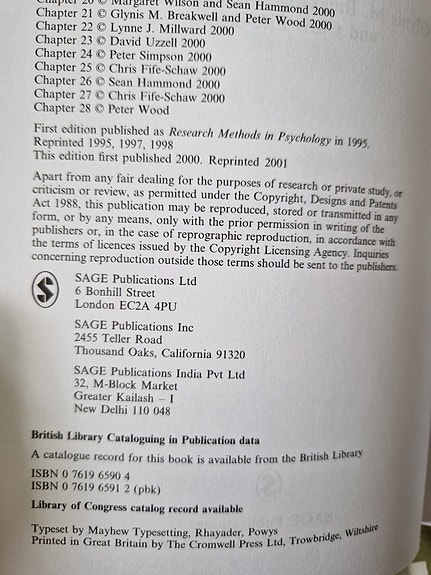 Chapter 20 © Margaret Wilson and Sean Hammond 2000
Chapter 21 © Glynis M. Breakwell and Peter Wood 2000
Chapter 22 © Lynne J. Millward 2000
Chapter 23 © David Uzzell 2000
Chapter 24 © Peter Simpson 2000
Chapter 25 © Chris Fife-Schaw 2000
Chapter 26 © Sean Hammond 2000
Chapter 27 © Chris Fife-Schaw 2000
Chapter 28 © Peter Wood
First edition published as Research Methods in Psychology in 1995.
Reprinted 1995, 1997, 1998
This edition first published 2000. Reprinted 2001
Apart from any fair dealing for the purposes of research or private study, or
criticism or review, as permitted under the Copyright, Designs and Patents
Act 1988, this publication may be reproduced, stored or transmitted in any
form, or by any means, only with the prior permission in writing of the
publishers or, in the case of reprographic reproduction, in accordance with
the terms of licences issued by the Copyright Licensing Agency. Inquiries
concerning reproduction outside those terms should be sent to the publishers.
S
SAGE Publications Ltd
6 Bonhill Street
London EC2A 4PU
SAGE Publications Inc
2455 Teller Road
Thousand Oaks, California 91320
SAGE Publications India Pvt Ltd
32, M-Block Market
Greater Kailash – I
New Delhi 110 048
British Library Cataloguing in Publication data
A catalogue record for this book is available from the British Library
ISBN 0 7619 6590 4
ISBN 0 7619 6591 2 (pbk)
Library of Congress catalog record available
Typeset by Mayhew Typesetting, Rhayader, Powys
Printed in Great Britain by The Cromwell Press Ltd, Trowbridge, Wiltshire